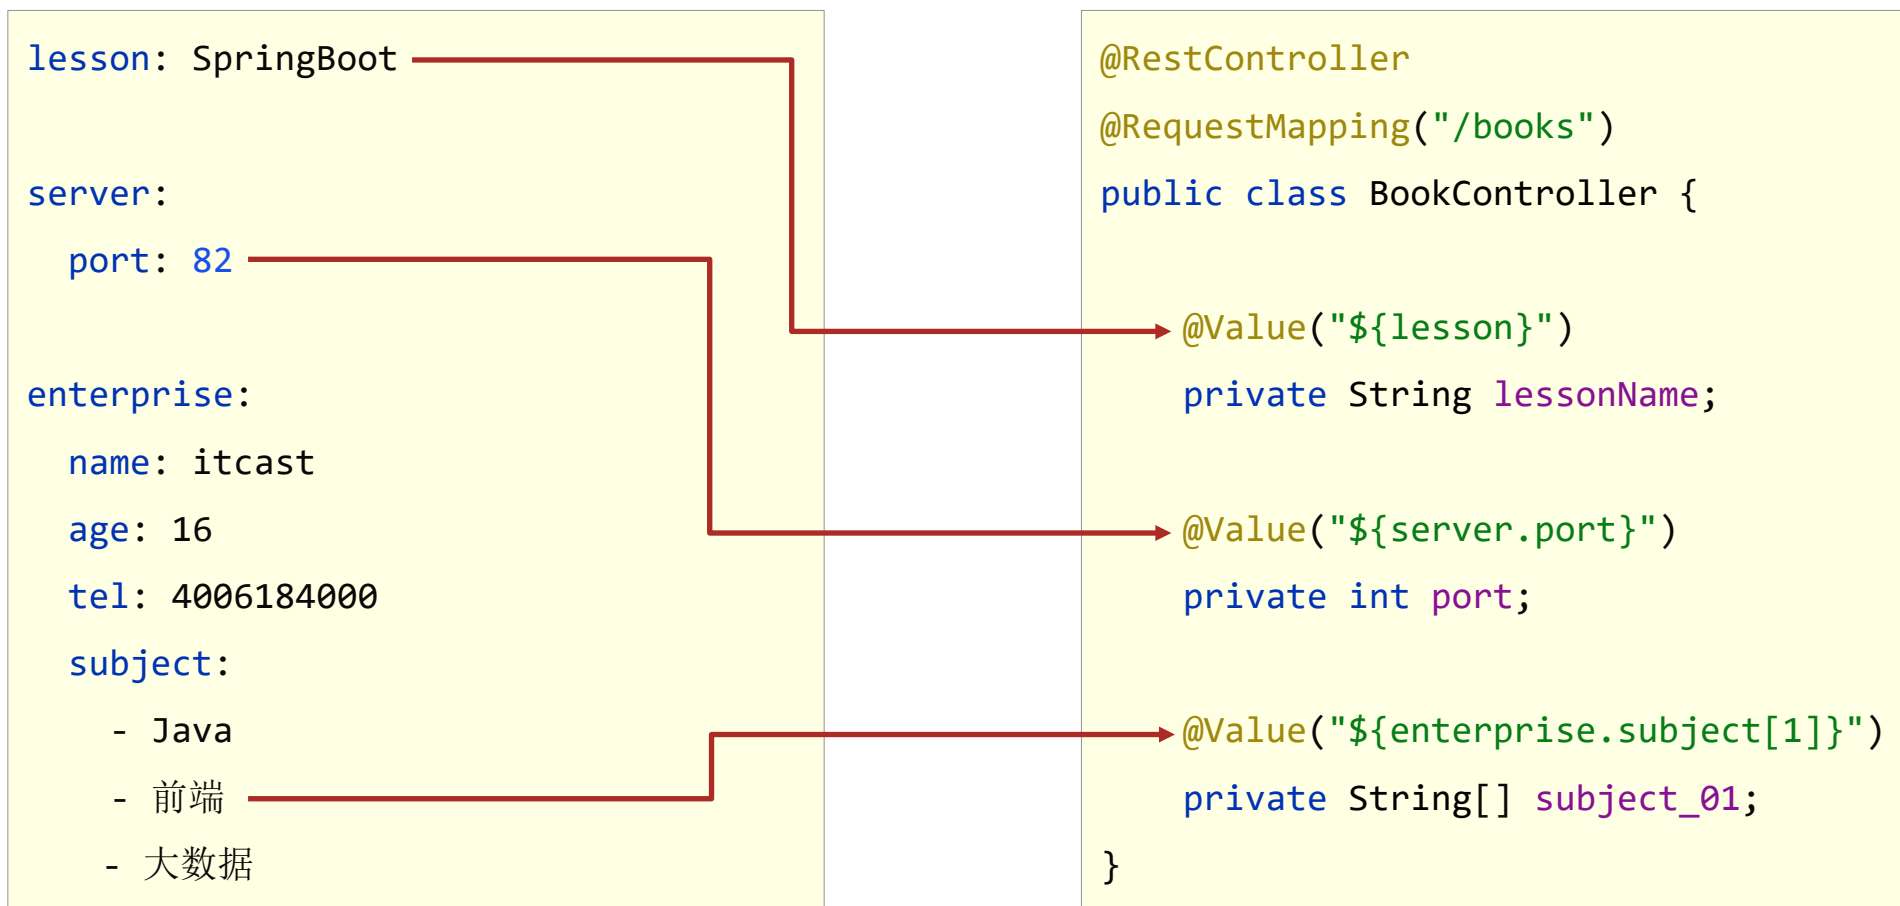 lesson: SpringBoot
server:
  port: 82
enterprise:
  name: itcast
  age: 16
  tel: 4006184000
  subject:
    - Java
    - 前端
    - 大数据
@RestController
@RequestMapping("/books")
public class BookController {
    @Value("${lesson}")
    private String lessonName;
    @Value("${server.port}")
    private int port;
    @Value("${enterprise.subject[1]}")
    private String[] subject_01;
}